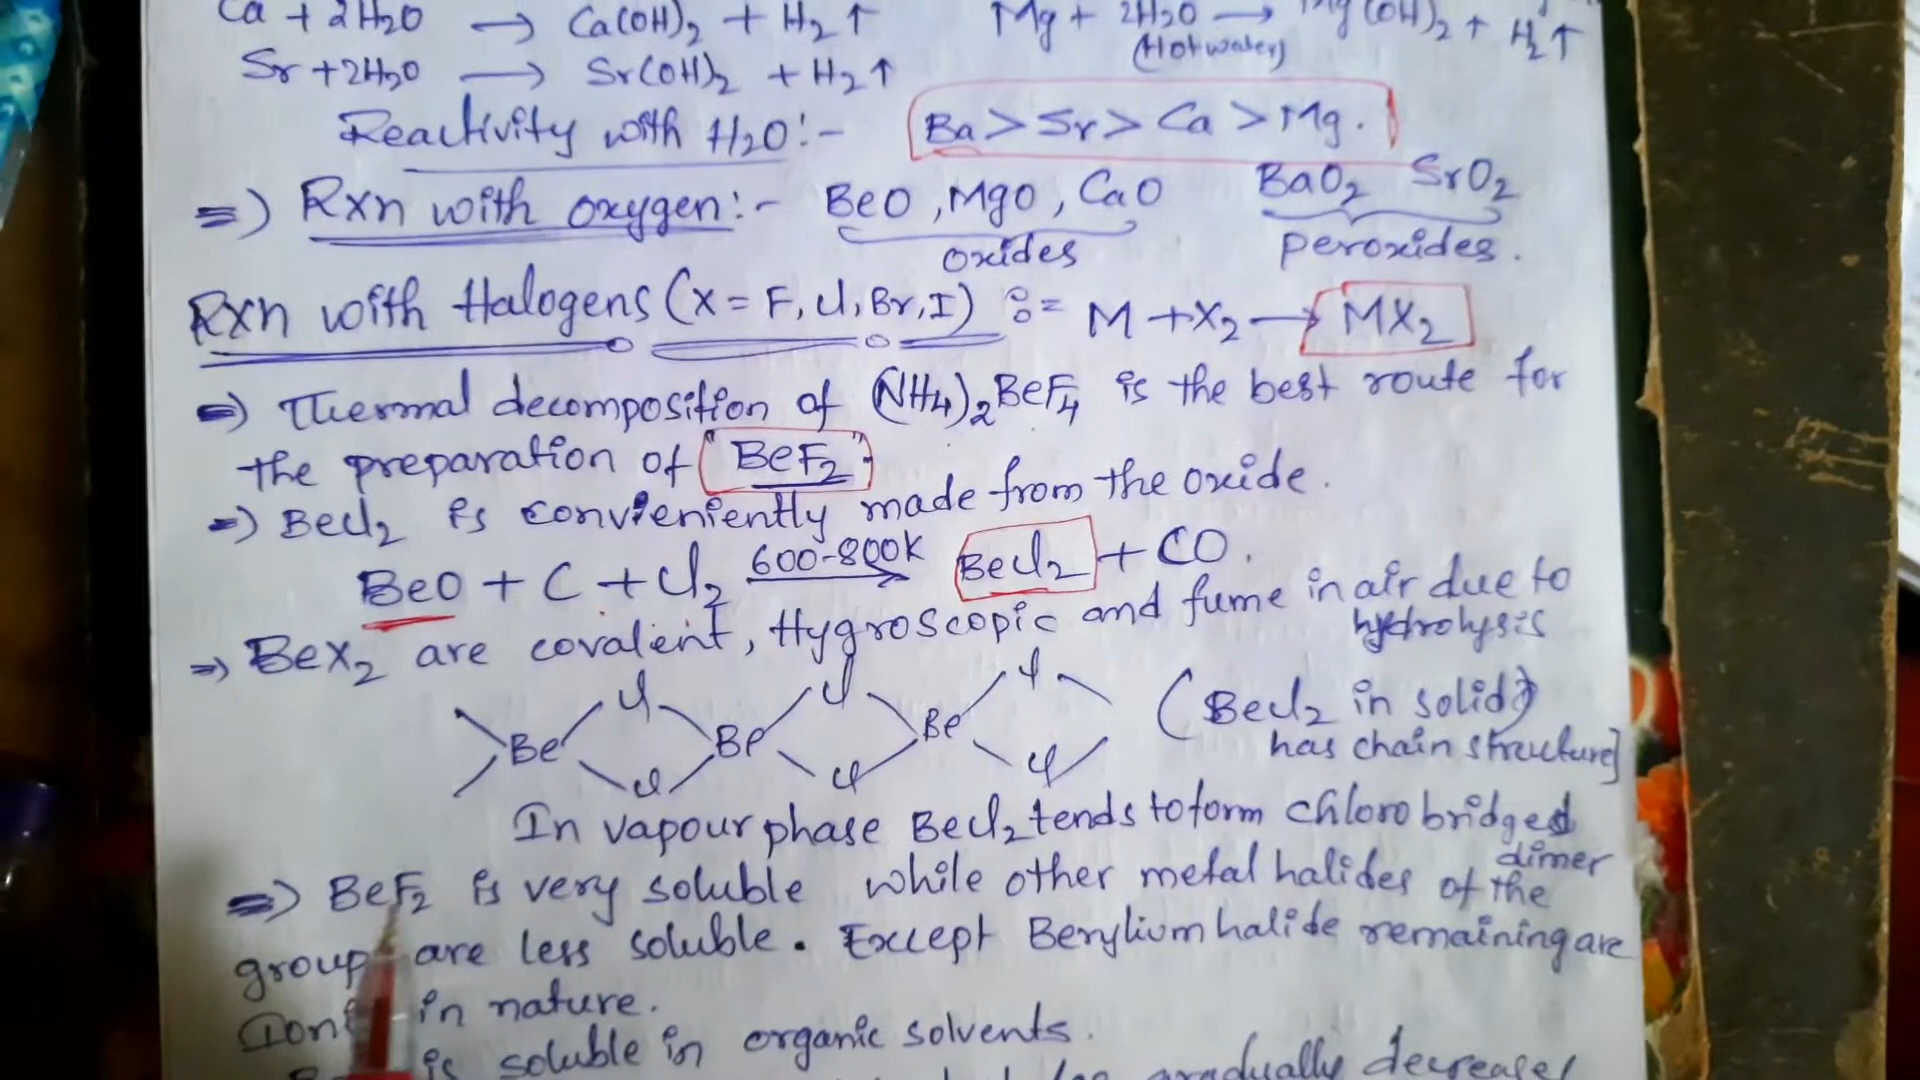 Ca + 2H2O → Ca(OH)2 + H2↑ Mg + 2H2O → Mg(OH)2 + H2↑
(Hot water)
Sr + 2H2O → Sr(OH)2 + H2↑
Reactivity with H2O:- Ba > Sr > Ca > Mg.
=) Rxn with oxygen:- BeO, MgO, CaO BaO2 SrO2
oxides peroxides.
Rxn with Halogens (X = F, Cl, Br, I) := M + X2 → MX2
=) Thermal decomposition of (NH4)2BeF4 is the best route for
the preparation of "BeF2"
=) BeCl2 is convieniently made from the oxide.
BeO + C + Cl2 600-800K → BeCl2 + CO.
=) BeX2 are covalent, Hygroscopic and fume in air due to
hydrolysis
Cl Cl Cl
Be Be Be
Cl Cl Cl
(BeCl2 in solid)
has chain structure]
In vapour phase BeCl2 tends to form chloro bridged
dimer
=) BeF2 is very soluble while other metal halides of the
group are less soluble. Except Berylium halide remaining are
in nature.
is soluble in organic solvents.
gradually decreases